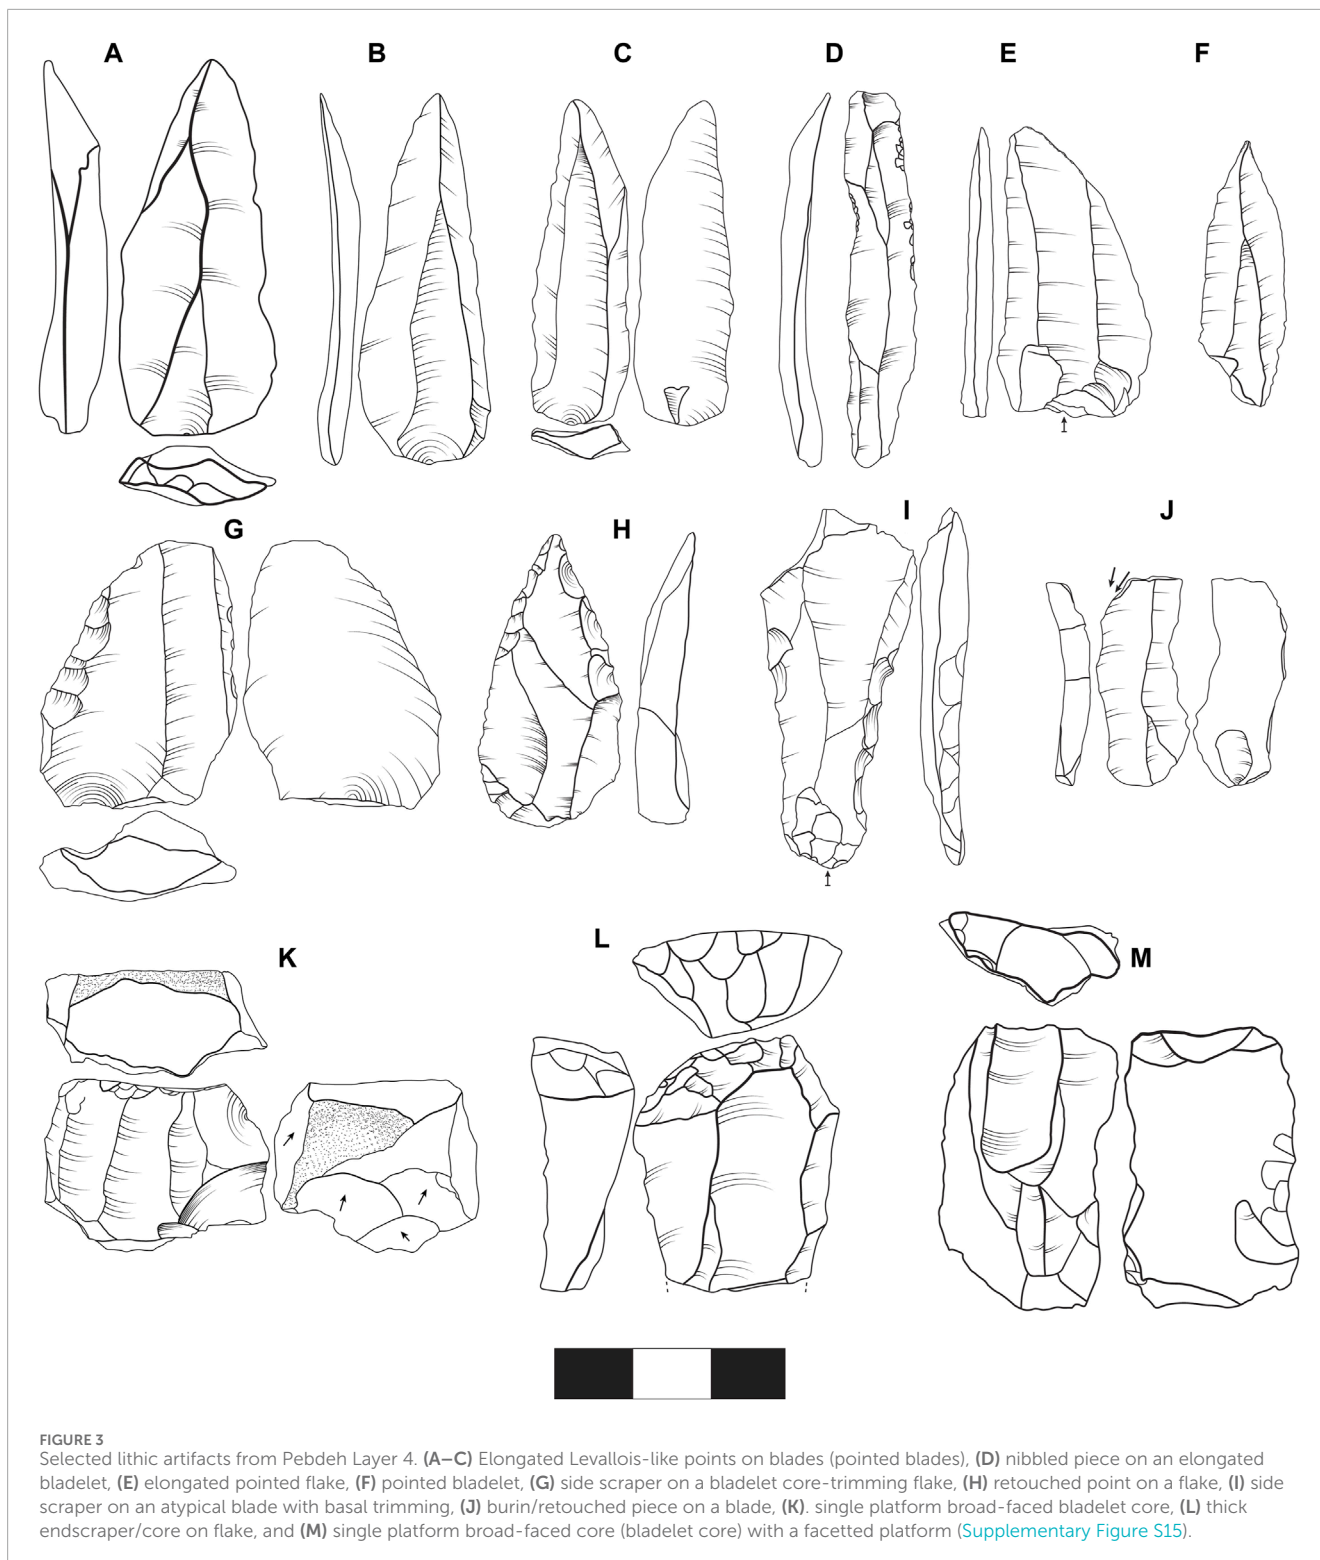 A
B
C
D
E
F
G
H
I
J
K
L
M
FIGURE 3
Selected lithic artifacts from Pebdeh Layer 4. (A–C) Elongated Levallois-like points on blades (pointed blades), (D) nibbled piece on an elongated
bladelet, (E) elongated pointed flake, (F) pointed bladelet, (G) side scraper on a bladelet core-trimming flake, (H) retouched point on a flake, (I) side
scraper on an atypical blade with basal trimming, (J) burin/retouched piece on a blade, (K). single platform broad-faced bladelet core, (L) thick
endscraper/core on flake, and (M) single platform broad-faced core (bladelet core) with a facetted platform (Supplementary Figure S15).